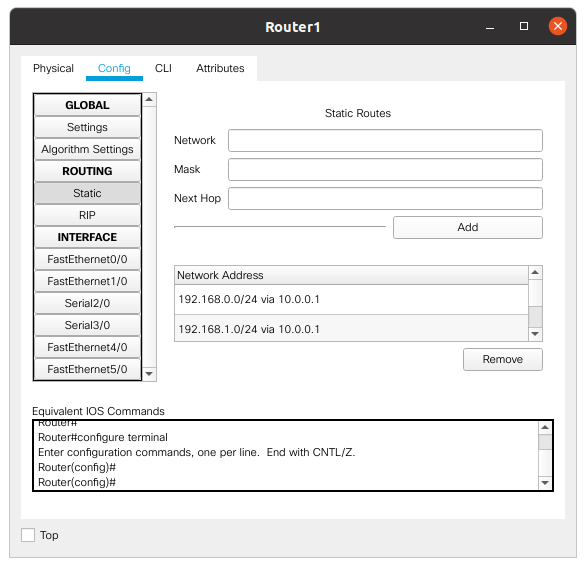 Router1
Physical
Config
CLI
Attributes
GLOBAL
Settings
Algorithm Settings
ROUTING
Static
RIP
INTERFACE
FastEthernet0/0
FastEthernet1/0
Serial2/0
Serial3/0
FastEthernet4/0
FastEthernet5/0
Static Routes
Network
Mask
Next Hop
Add
Network Address
192.168.0.0/24 via 10.0.0.1
192.168.1.0/24 via 10.0.0.1
Remove
Equivalent IOS Commands
Router#
Router#configure terminal
Enter configuration commands, one per line.  End with CNTL/Z.
Router(config)#
Router(config)#
Top